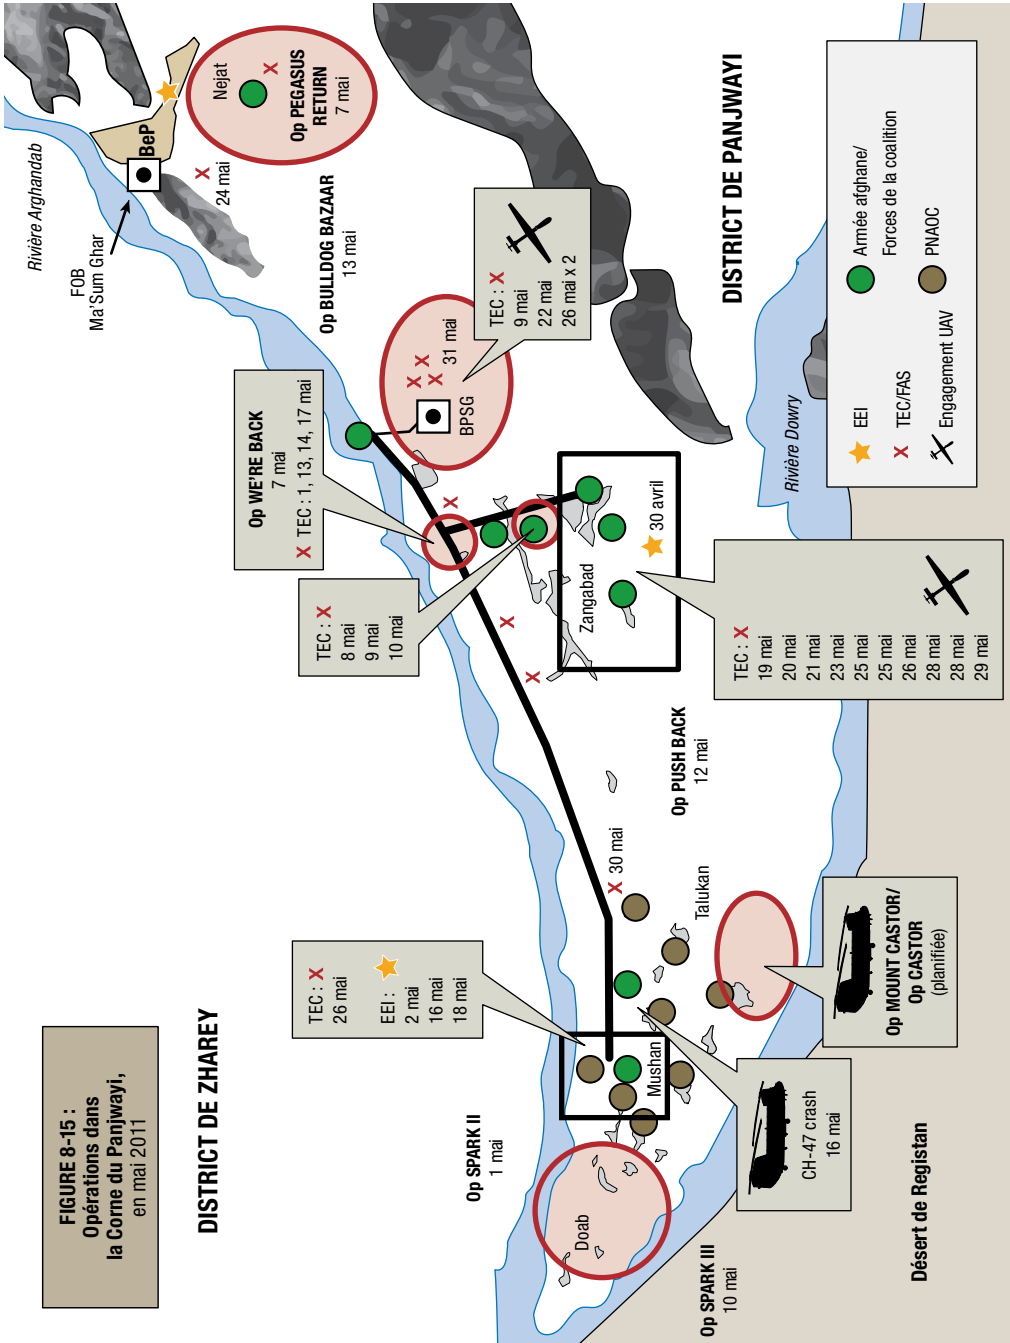 FIGURE 8-15 :
Opérations dans
la Corne du Panjwayi,
en mai 2011
DISTRICT DE ZHAREY
Rivière Arghandab
FOB
Ma'Sum Ghar
BeP
Nejat
X
Op PEGASUS
RETURN
7 mai
X
24 mai
Op BULLDOG BAZAAR
13 mai
Op WE'RE BACK
7 mai
X TEC : 1, 13, 14, 17 mai
X X X
31 mai
BPSG
TEC : X
9 mai
22 mai
26 mai x 2
TEC : X
8 mai
9 mai
10 mai
X
X
X
Zangabad
30 avril
TEC : X
19 mai
20 mai
21 mai
23 mai
25 mai
25 mai
26 mai
28 mai
28 mai
29 mai
TEC : X
26 mai
EEI :
2 mai
16 mai
18 mai
X 30 mai
Op PUSH BACK
12 mai
Talukan
Mushan
Op SPARK II
1 mai
Doab
Op SPARK III
10 mai
CH-47 crash
16 mai
Op MOUNT CASTOR/
Op CASTOR
(planifiée)
Désert de Registan
DISTRICT DE PANJWAYI
Rivière Dowry
EEI
X TEC/FAS
Engagement UAV
Armée afghane/
Forces de la coalition
PNAOC